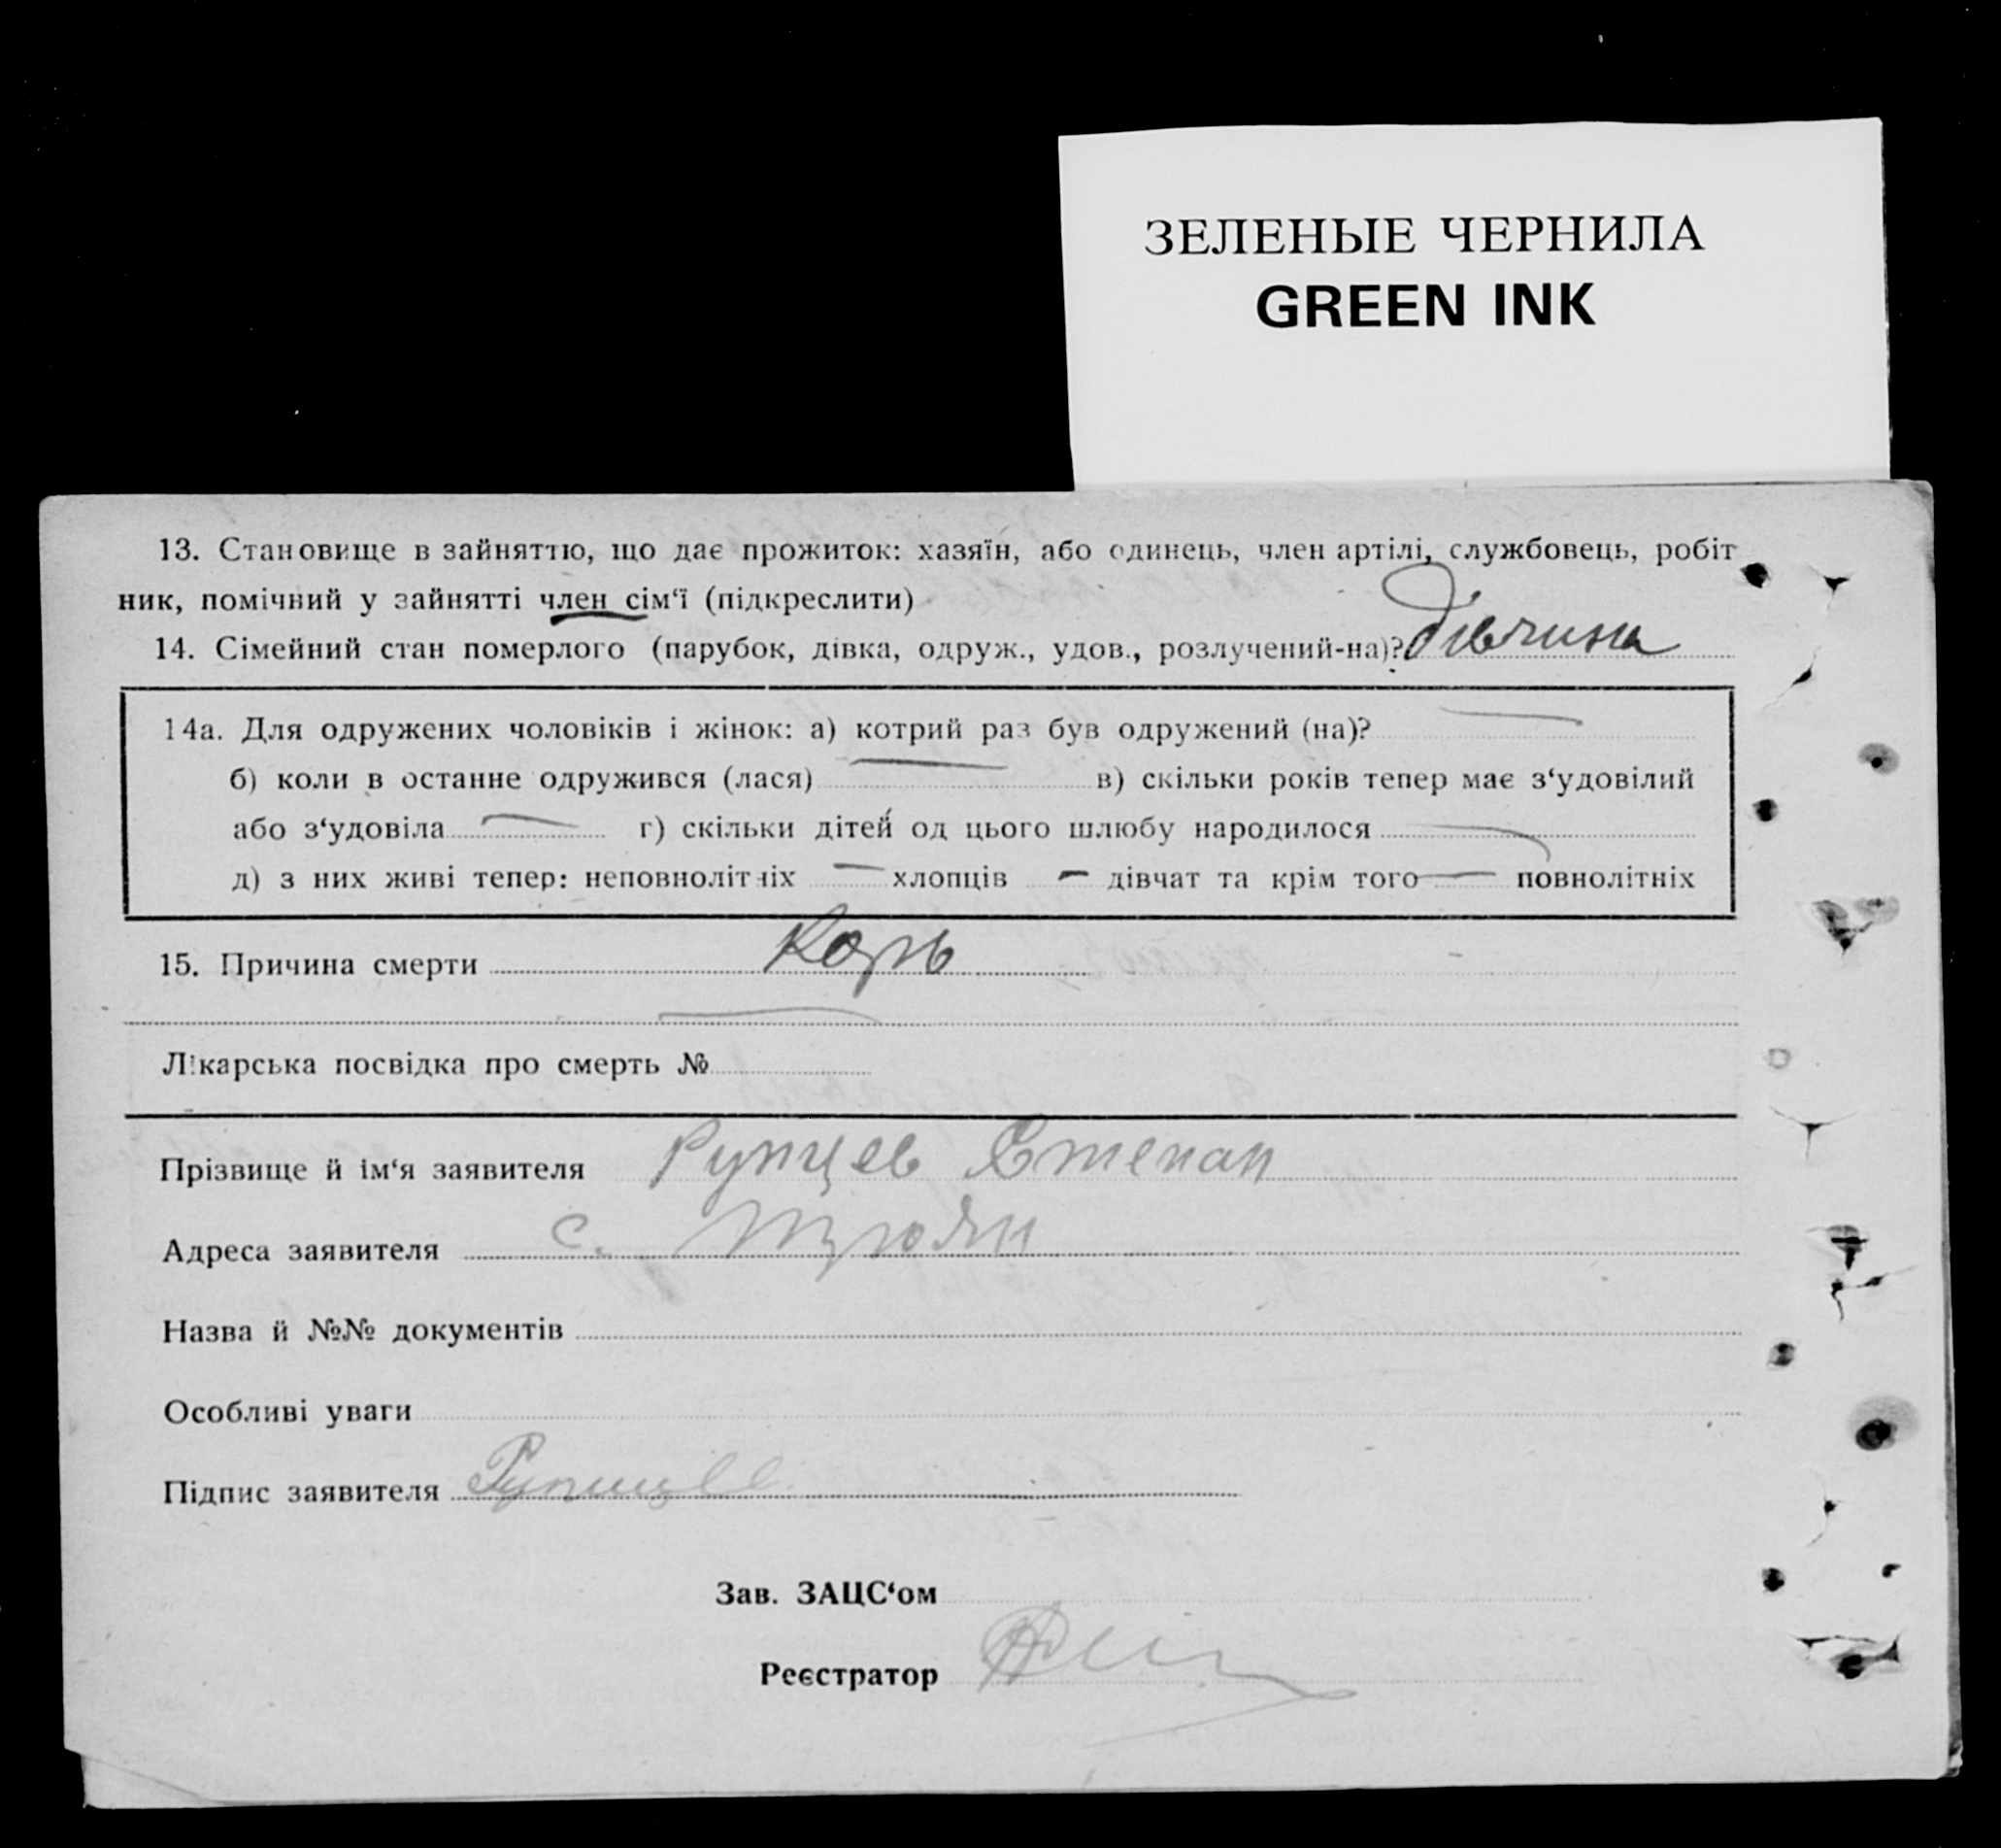 ЗЕЛЕНЫЕ ЧЕРНИЛА
GREEN INK
13. Становище в зайняттю, що дає прожиток: хазяїн, або одинець, член артілі, службовець, робіт
ник, помічний у зайнятті член сім‘ї (підкреслити)
14. Сімейний стан померлого (парубок, дівка, одруж., удов., розлучений-на)? дівчина
14а. Для одружених чоловіків і жінок: а) котрий раз був одружений (на)? —
б) коли в останне одружився (лася) — в) скільки років тепер має з‘удовілий
або з‘удовіла — г) скільки дітей од цього шлюбу народилося —
д) з них живі тепер: неповнолітніх — хлопців — дівчат та крім того — повнолітніх
15. Причина смерти Корь
Лікарська посвідка про смерть №
Прізвище й ім‘я заявителя Рупцев Степан
Адреса заявителя с.
Назва й №№ документів
Особливі уваги
Підпис заявителя
Зав. ЗАЦС‘ом
Реєстратор